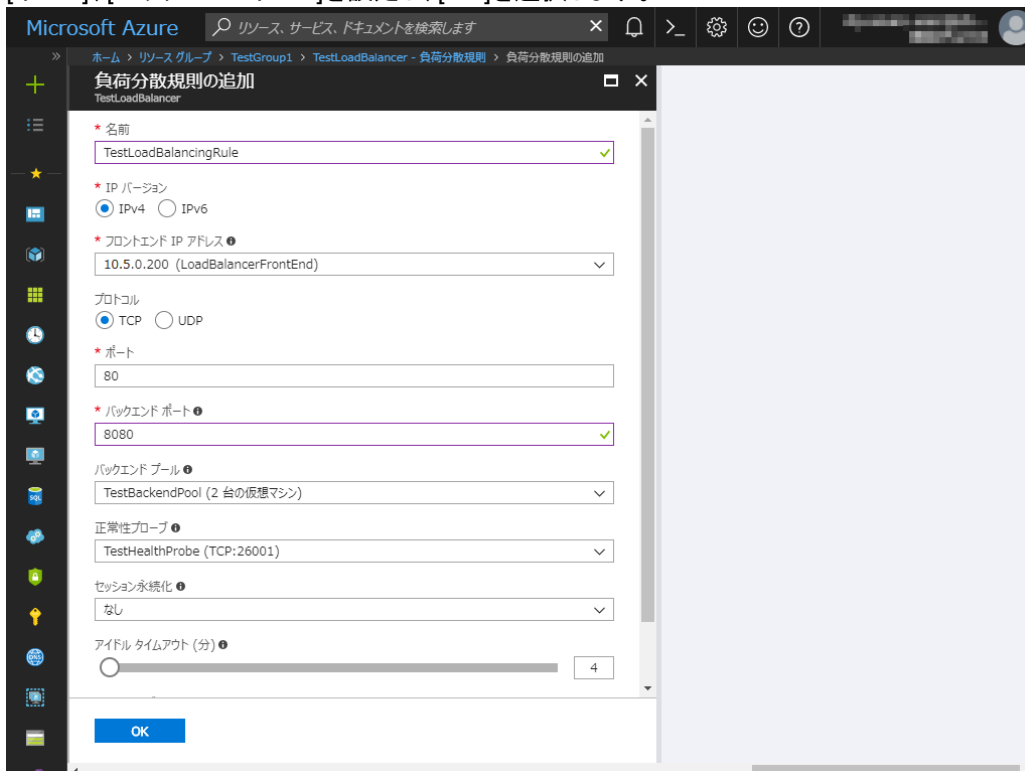 Microsoft Azure
リソース、サービス、ドキュメントを検索します
ホーム > リソース グループ > TestGroup1 > TestLoadBalancer - 負荷分散規則 > 負荷分散規則の追加
負荷分散規則の追加
TestLoadBalancer
* 名前
TestLoadBalancingRule
* IP バージョン
IPv4 IPv6
* フロントエンド IP アドレス
10.5.0.200 (LoadBalancerFrontEnd)
プロトコル
TCP UDP
* ポート
80
* バックエンド ポート
8080
バックエンド プール
TestBackendPool (2 台の仮想マシン)
正常性プローブ
TestHealthProbe (TCP:26001)
セッション永続化
なし
アイドル タイムアウト (分)
4
OK